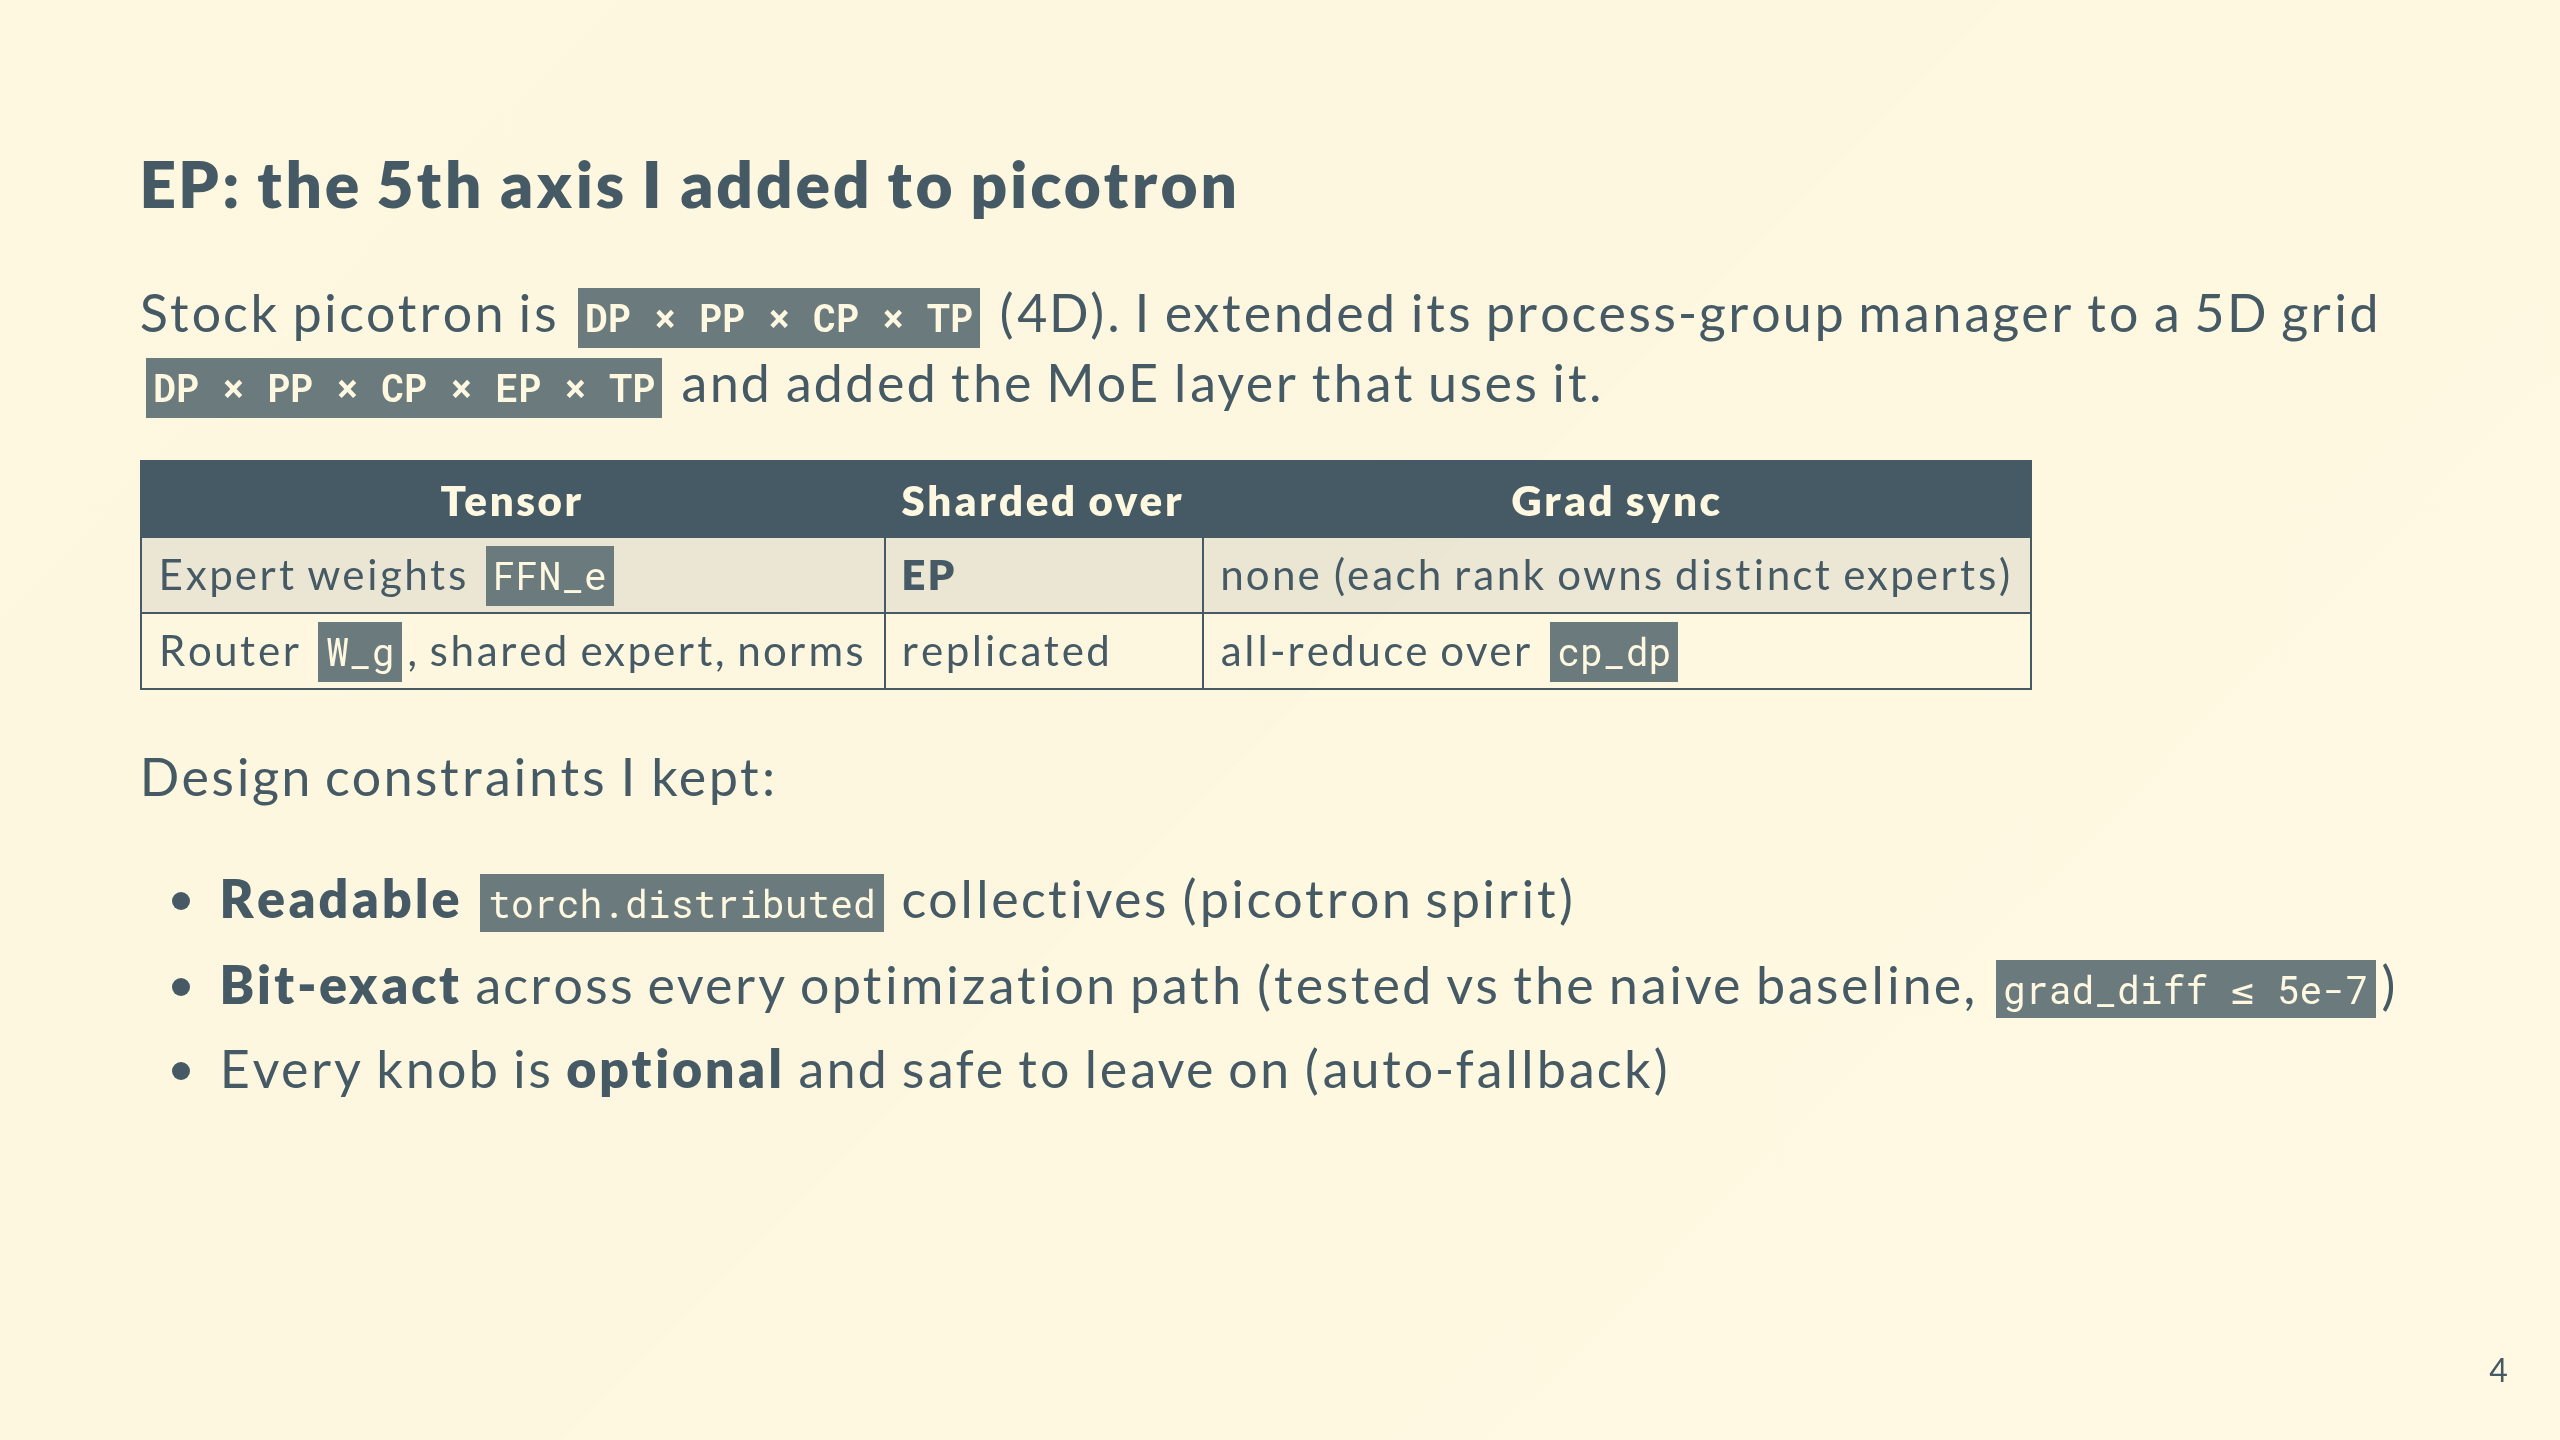 EP: the 5th axis I added to picotron
Stock picotron is DP × PP × CP × TP (4D). I extended its process-group manager to a 5D grid
DP × PP × CP × EP × TP and added the MoE layer that uses it.
Tensor Sharded over Grad sync
Expert weights FFN_e EP none (each rank owns distinct experts)
Router W_g, shared expert, norms replicated all-reduce over cp_dp
Design constraints I kept:
• Readable torch.distributed collectives (picotron spirit)
• Bit-exact across every optimization path (tested vs the naive baseline, grad_diff ≤ 5e-7)
• Every knob is optional and safe to leave on (auto-fallback)
4